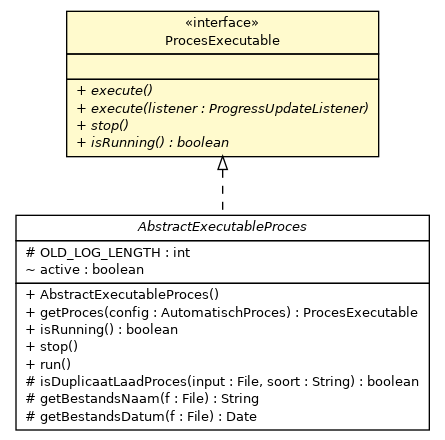 «interface»
ProcesExecutable
+ execute()
+ execute(listener : ProgressUpdateListener)
+ stop()
+ isRunning() : boolean
AbstractExecutableProces
# OLD_LOG_LENGTH : int
~ active : boolean
+ AbstractExecutableProces()
+ getProces(config : AutomatischProces) : ProcesExecutable
+ isRunning() : boolean
+ stop()
+ run()
# isDuplicaatLaadProces(input : File, soort : String) : boolean
# getBestandsNaam(f : File) : String
# getBestandsDatum(f : File) : Date